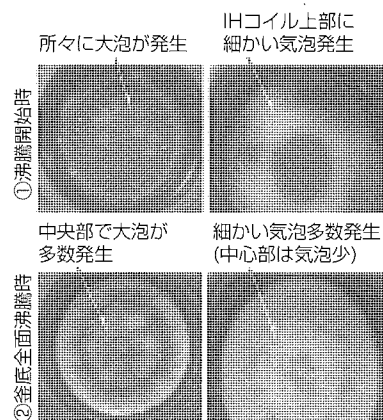 所々に大泡が発生
IHコイル上部に
細かい気泡発生
①沸騰開始時
中央部で大泡が
多数発生
細かい気泡多数発生
(中心部は気泡少)
②釜底全面沸騰時